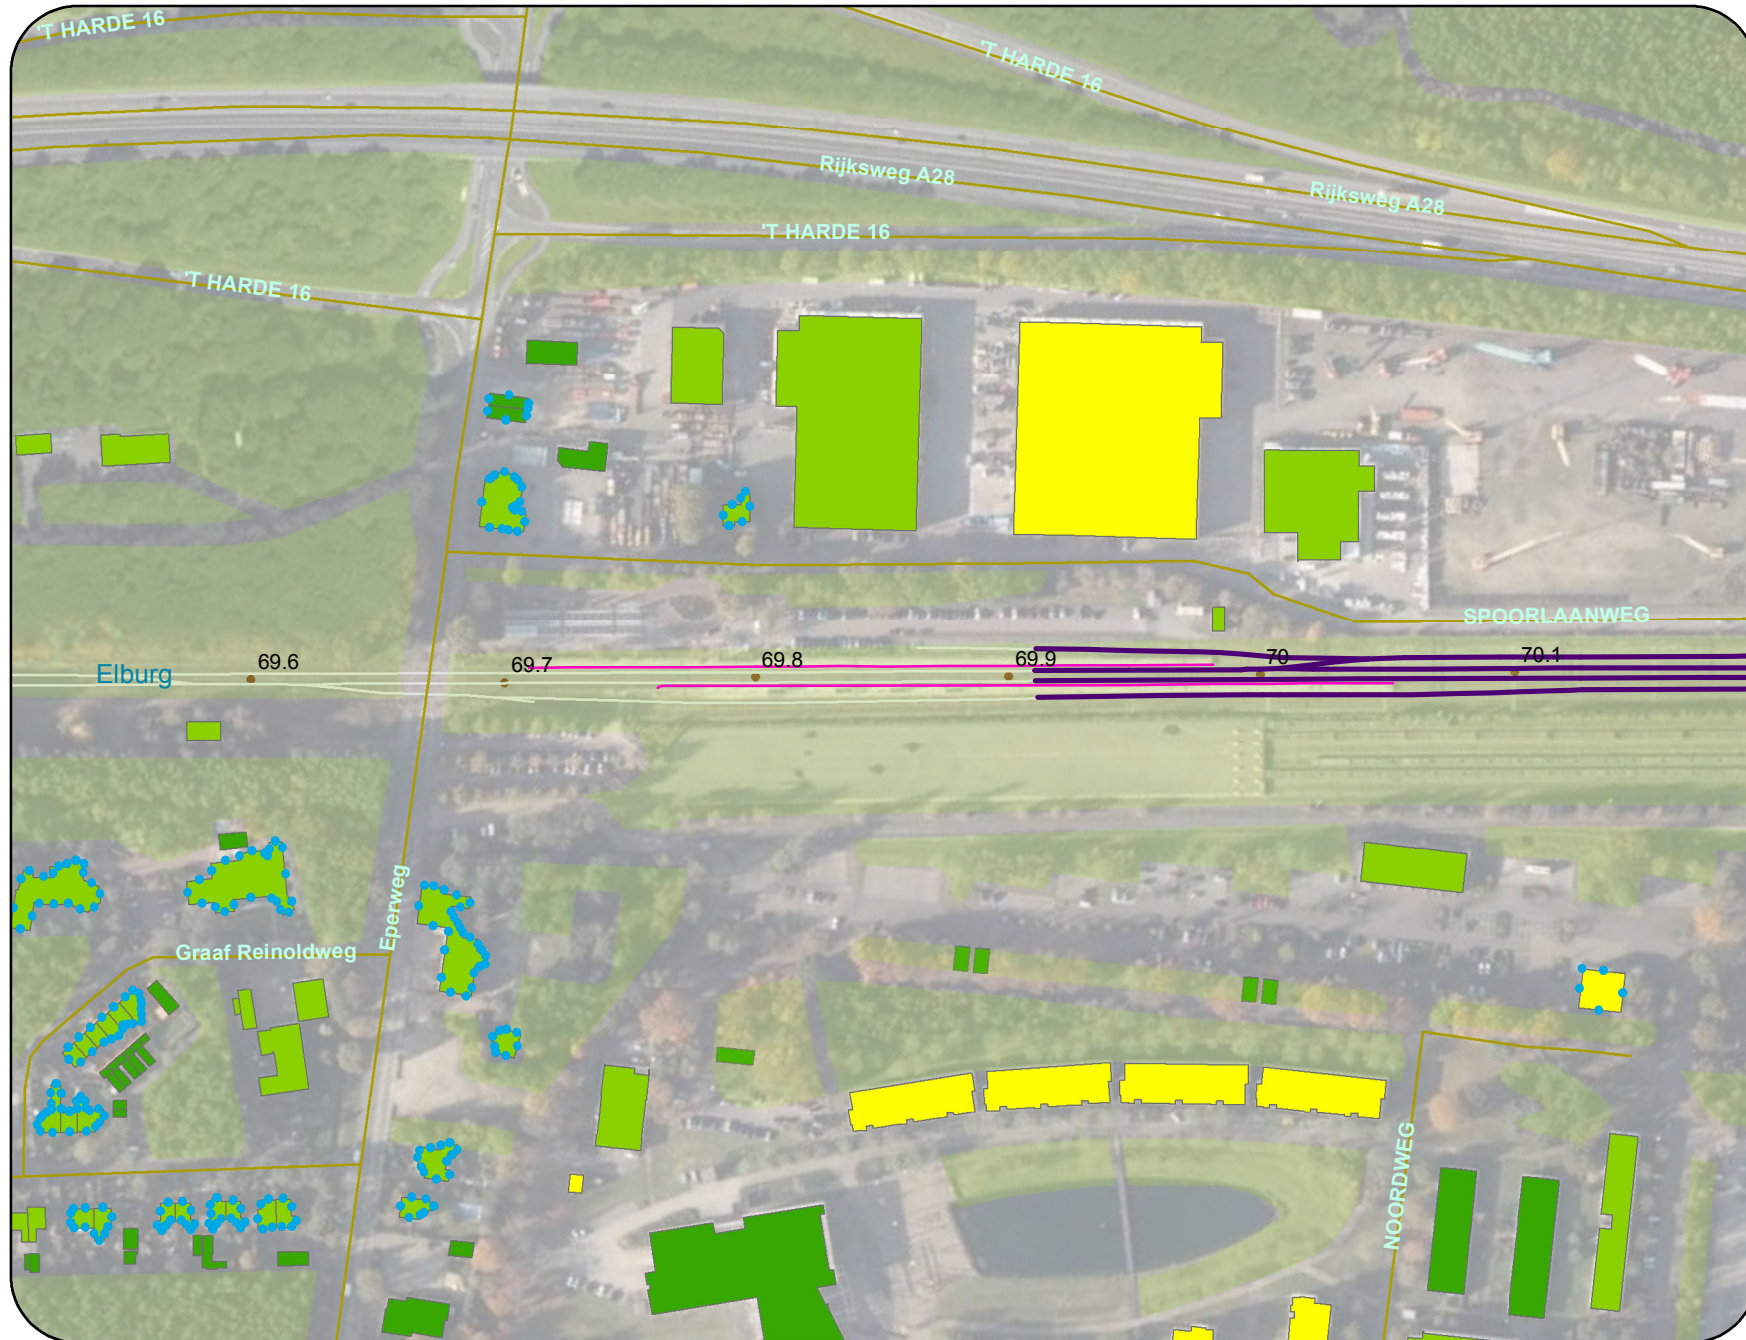 'T HARDE 16
'T HARDE 16
Rijksweg A28
Rijksweg A28
'T HARDE 16
'T HARDE 16
SPOORLAANWEG
Elburg
69.6
69.7
69.8
69.9
70
70.1
Eperweg
Graaf Reinoldweg
NOORDWEG